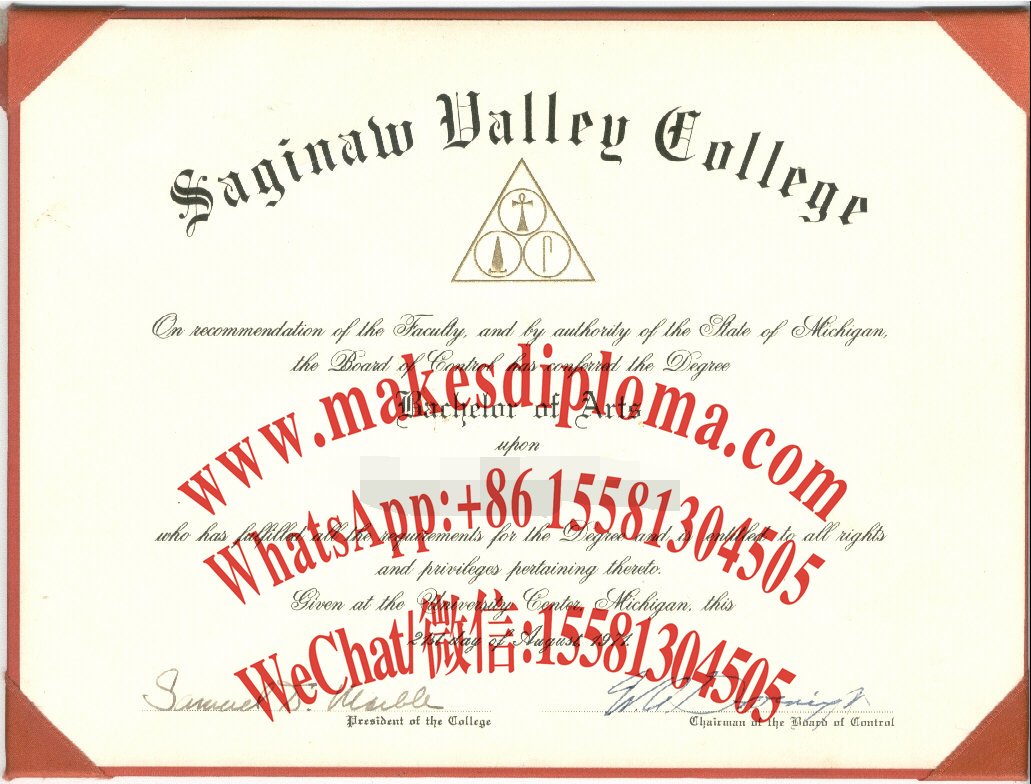 Saginaw Valley College
On recommendation of the Faculty, and by authority of the State of Michigan,
the Board of Control has conferred the Degree
www.makesdiploma.com
Bachelor of Arts
upon
WhatsApp:+86 15581304505
who has fulfilled all the requirements for the Degree and is entitled to all rights
and privileges pertaining thereto.
Given at the University Center, Michigan, this
WeChat/微信:15581304505
21st day of August, 1971.
President of the College
Chairman of the Board of Control